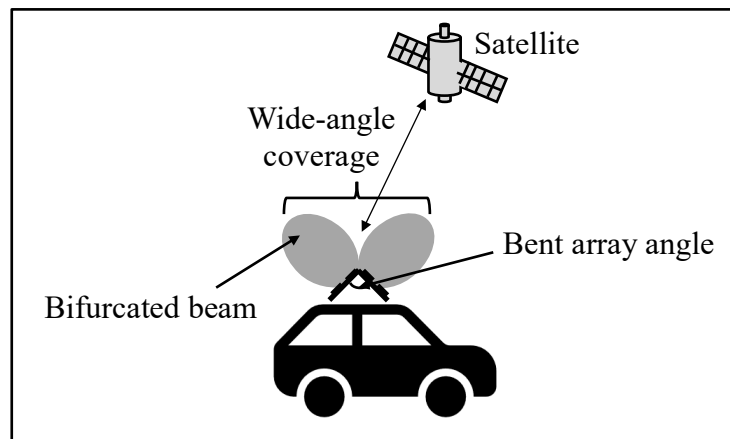 Satellite
Wide-angle
coverage
Bent array angle
Bifurcated beam